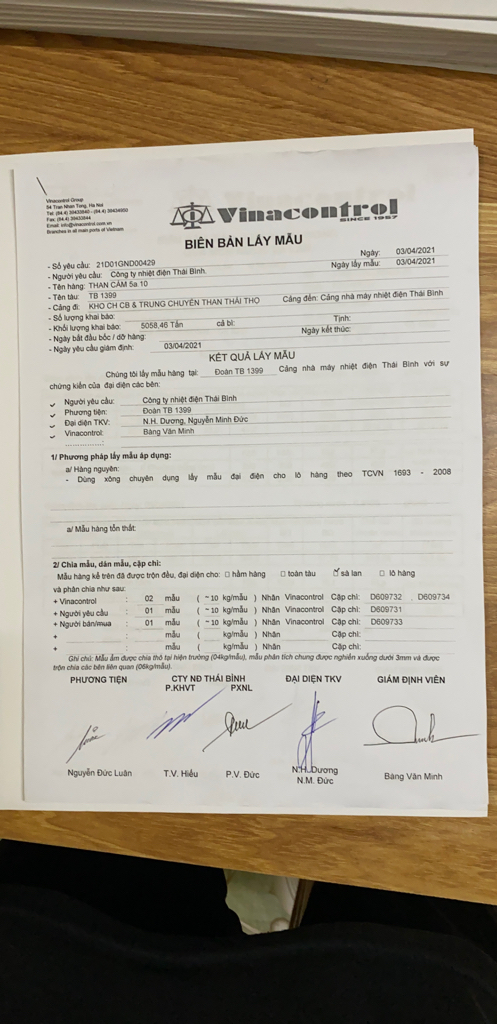 Vinacontrol Group
54 Tran Nhan Tong, Ha Noi
Tel: (84.4) 39433840 - (84.4) 39434900
Fax: (84.4) 39433844
Email: info@vinacontrol.com.vn
Branches in all main ports of Vietnam
Vinacontrol
SINCE 1957
BIÊN BẢN LẤY MẪU
Ngày: 03/04/2021
- Số yêu cầu: 21D01GND00429 Ngày lấy mẫu: 03/04/2021
- Người yêu cầu: Công ty nhiệt điện Thái Bình
- Tên hàng: THAN CÁM 5a 10
- Tên tàu: TB 1399
- Cảng đi: KHO CH CB & TRUNG CHUYỂN THAN THÁI THỌ Cảng đến: Cảng nhà máy nhiệt điện Thái Bình
- Số lượng khai báo:
- Khối lượng khai báo: 5058,46 Tấn cả bì: Tịnh:
- Ngày bắt đầu bốc / dỡ hàng: Ngày kết thúc:
- Ngày yêu cầu giám định: 03/04/2021
KẾT QUẢ LẤY MẪU
Chúng tôi lấy mẫu hàng tại: Đoàn TB 1399 Cảng nhà máy nhiệt điện Thái Bình với sự
chứng kiến của đại diện các bên:
Người yêu cầu : Công ty nhiệt điện Thái Bình
Phương tiện : Đoàn TB 1399
Đại diện TKV: : N.H. Dương, Nguyễn Minh Đức
Vinacontrol: : Bàng Văn Minh
................:
1/ Phương pháp lấy mẫu áp dụng:
a/ Hàng nguyên:
- Dùng xông chuyên dụng lấy mẫu đại diện cho lô hàng theo TCVN 1693 - 2008
a/ Mẫu hàng tổn thất:
2/ Chia mẫu, dán mẫu, cặp chì:
Mẫu hàng kể trên đã được trộn đều, đại diện cho: □ hầm hàng □ toàn tàu ☑ sà lan □ lô hàng
và phân chia như sau:
+ Vinacontrol : 02 mẫu ( ~ 10 kg/mẫu ) Nhãn Vinacontrol Cặp chì: D609732 D609734
+ Người yêu cầu : 01 mẫu ( ~ 10 kg/mẫu ) Nhãn Vinacontrol Cặp chì: D609731
+ Người bán/mua : 01 mẫu ( ~ 10 kg/mẫu ) Nhãn Vinacontrol Cặp chì: D609733
+ : mẫu ( kg/mẫu ) Nhãn Cặp chì:
+ : mẫu ( kg/mẫu ) Nhãn Cặp chì:
Ghi chú: Mẫu ẩm được chia thô tại hiện trường (04kg/mẫu), mẫu phân tích chung được nghiền xuống dưới 3mm và được
trộn chia các bên liên quan (06kg/mẫu).
PHƯƠNG TIỆN CTY NĐ THÁI BÌNH ĐẠI DIỆN TKV GIÁM ĐỊNH VIÊN
P.KHVT PXNL
Nguyễn Đức Luân T.V. Hiếu P.V. Đức N.H. Dương Bàng Văn Minh
N.M. Đức